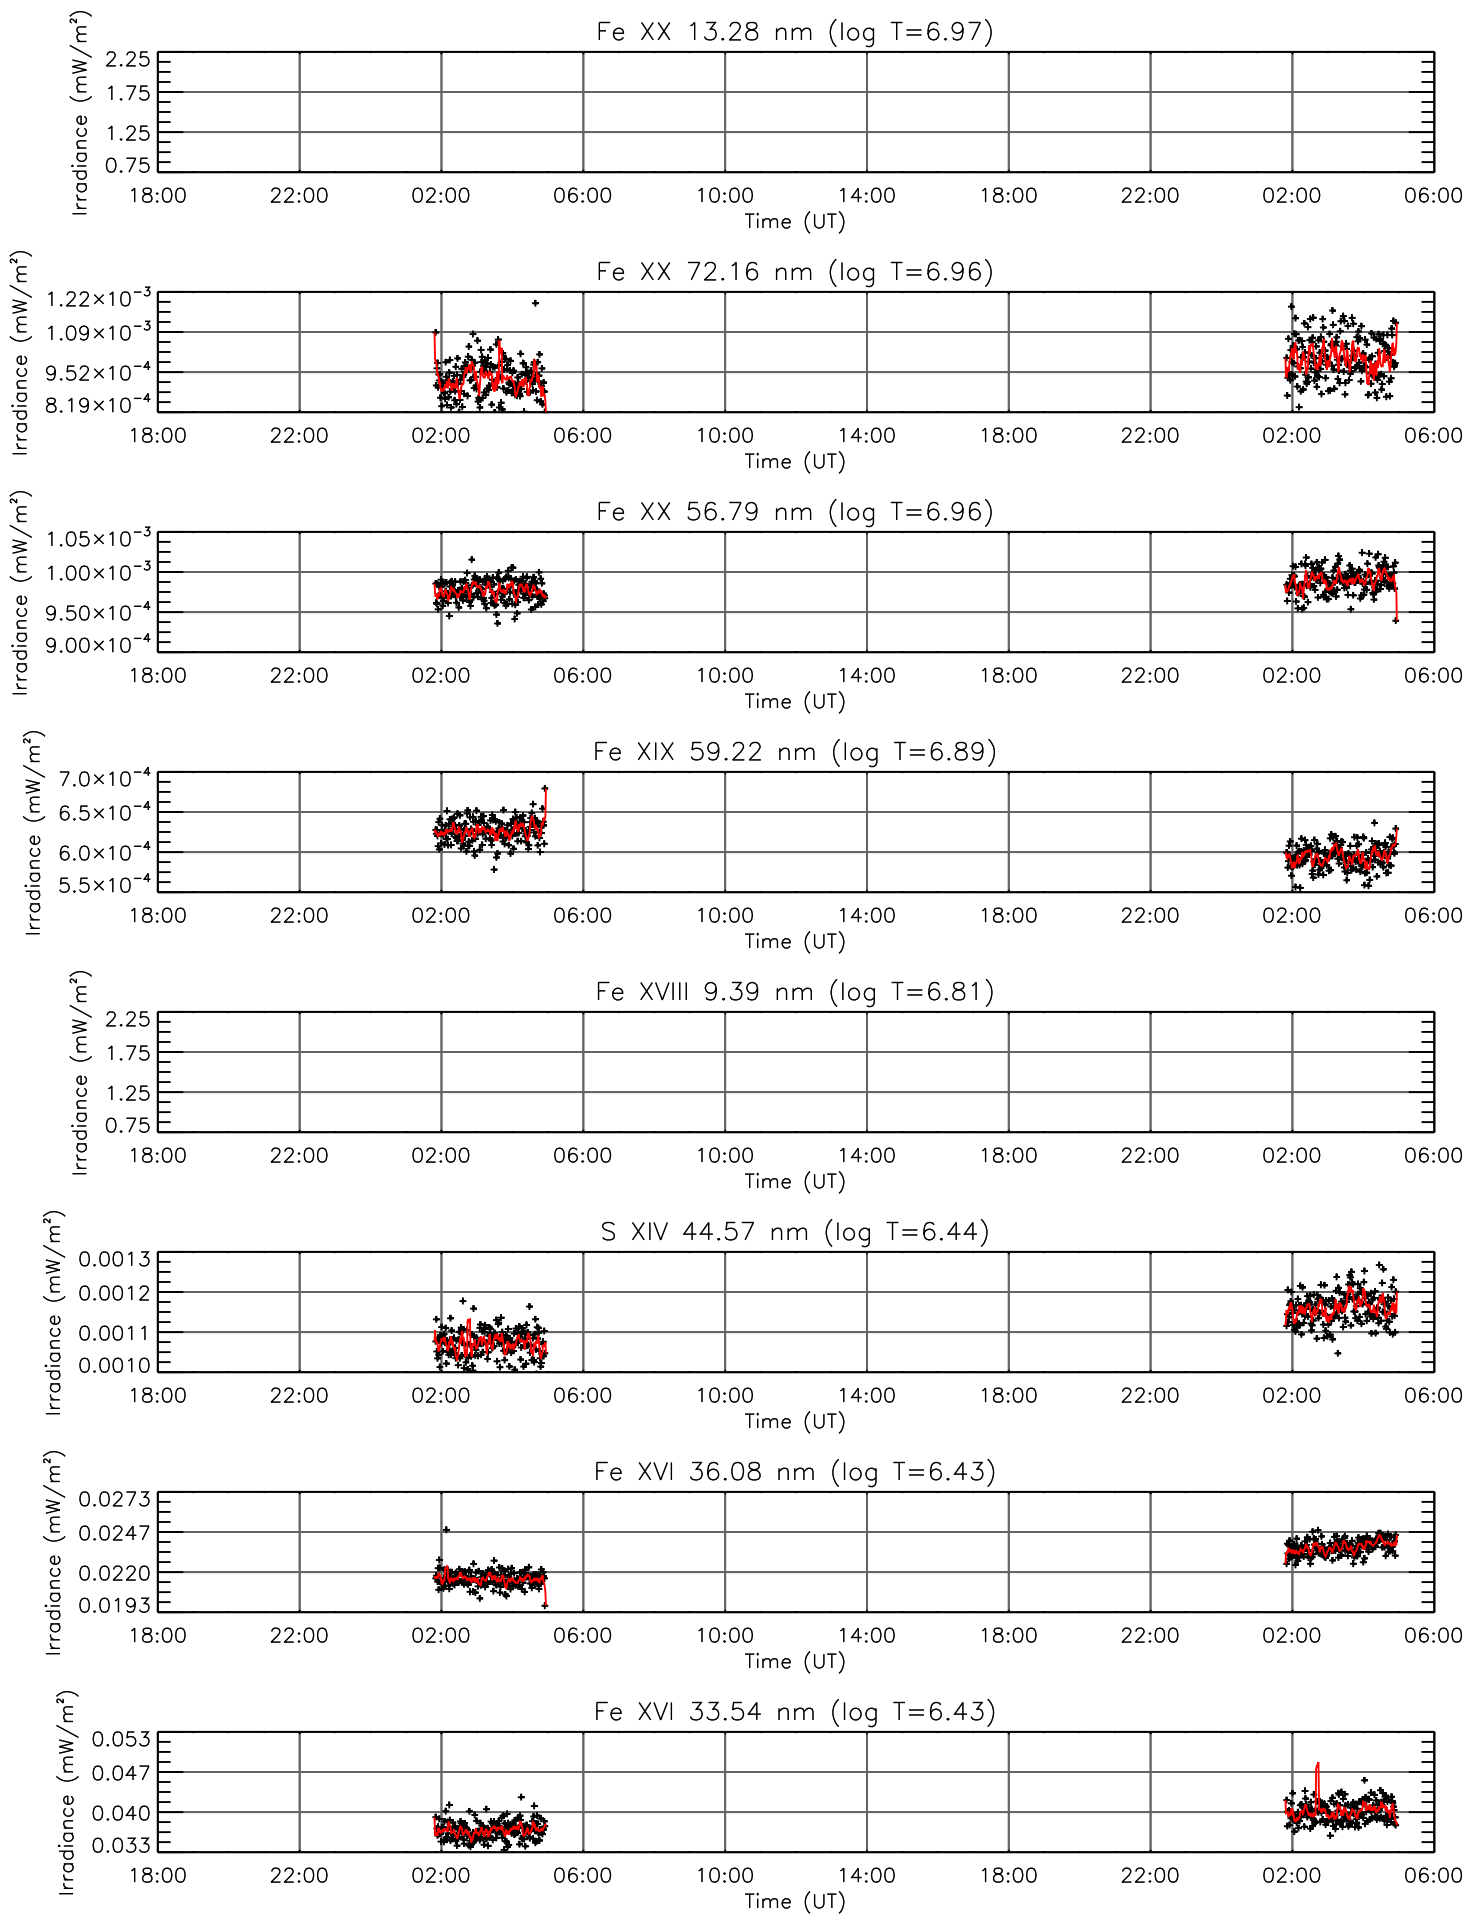 Fe XX 13.28 nm (log T=6.97)
Irradiance (mW/m²)
2.25
1.75
1.25
0.75
18:00 22:00 02:00 06:00 10:00 14:00 18:00 22:00 02:00 06:00
Time (UT)
Fe XX 72.16 nm (log T=6.96)
Irradiance (mW/m²)
1.22×10⁻³
1.09×10⁻³
9.52×10⁻⁴
8.19×10⁻⁴
18:00 22:00 02:00 06:00 10:00 14:00 18:00 22:00 02:00 06:00
Time (UT)
Fe XX 56.79 nm (log T=6.96)
Irradiance (mW/m²)
1.05×10⁻³
1.00×10⁻³
9.50×10⁻⁴
9.00×10⁻⁴
18:00 22:00 02:00 06:00 10:00 14:00 18:00 22:00 02:00 06:00
Time (UT)
Fe XIX 59.22 nm (log T=6.89)
Irradiance (mW/m²)
7.0×10⁻⁴
6.5×10⁻⁴
6.0×10⁻⁴
5.5×10⁻⁴
18:00 22:00 02:00 06:00 10:00 14:00 18:00 22:00 02:00 06:00
Time (UT)
Fe XVIII 9.39 nm (log T=6.81)
Irradiance (mW/m²)
2.25
1.75
1.25
0.75
18:00 22:00 02:00 06:00 10:00 14:00 18:00 22:00 02:00 06:00
Time (UT)
S XIV 44.57 nm (log T=6.44)
Irradiance (mW/m²)
0.0013
0.0012
0.0011
0.0010
18:00 22:00 02:00 06:00 10:00 14:00 18:00 22:00 02:00 06:00
Time (UT)
Fe XVI 36.08 nm (log T=6.43)
Irradiance (mW/m²)
0.0273
0.0247
0.0220
0.0193
18:00 22:00 02:00 06:00 10:00 14:00 18:00 22:00 02:00 06:00
Time (UT)
Fe XVI 33.54 nm (log T=6.43)
Irradiance (mW/m²)
0.053
0.047
0.040
0.033
18:00 22:00 02:00 06:00 10:00 14:00 18:00 22:00 02:00 06:00
Time (UT)